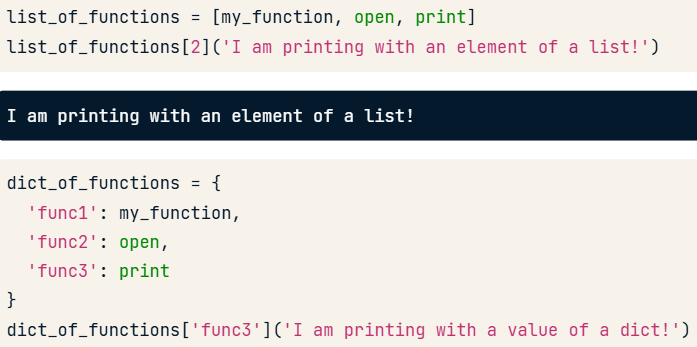 list_of_functions = [my_function, open, print]
list_of_functions[2]('I am printing with an element of a list!')
I am printing with an element of a list!
dict_of_functions = {
  'func1': my_function,
  'func2': open,
  'func3': print
}
dict_of_functions['func3']('I am printing with a value of a dict!')